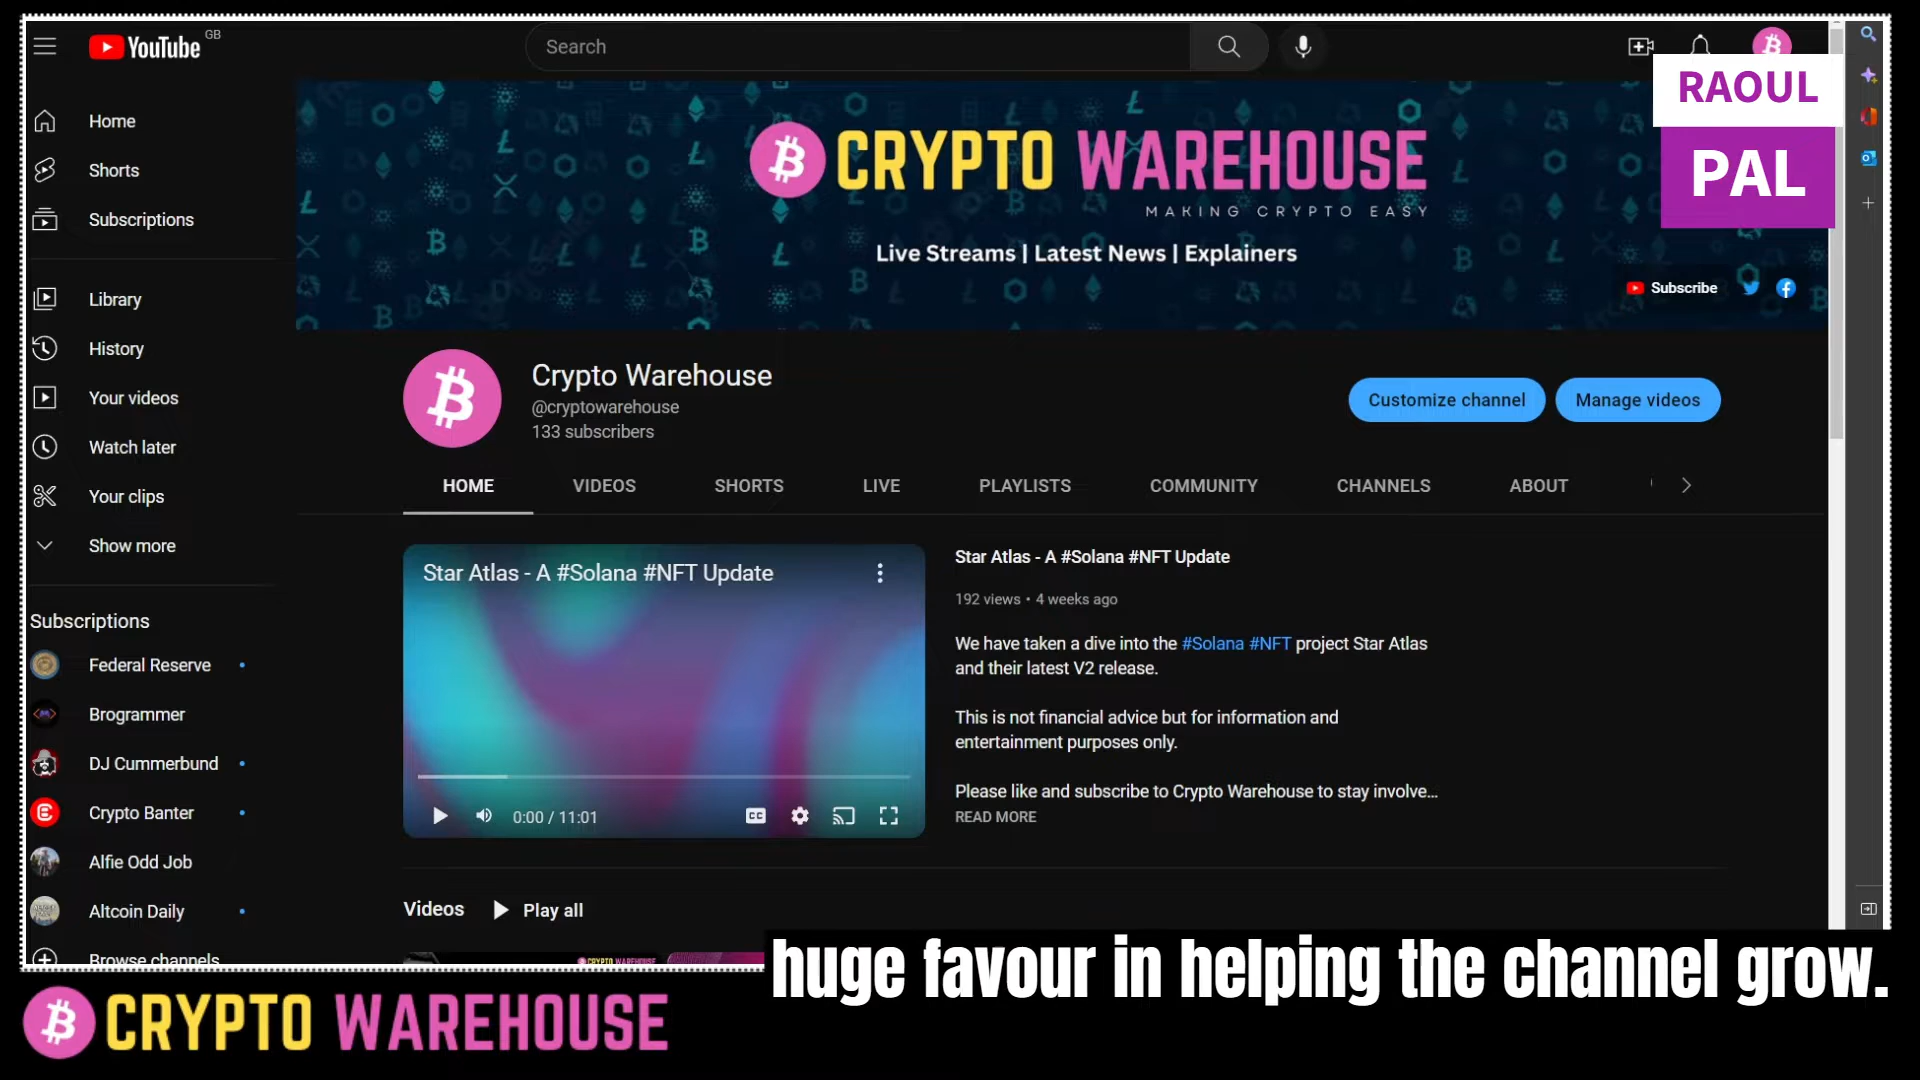 YouTube GB
Search
RAOUL
PAL
Home
Shorts
Subscriptions
Library
History
Your videos
Watch later
Your clips
Show more
Subscriptions
Federal Reserve
Brogrammer
DJ Cummerbund
Crypto Banter
Alfie Odd Job
Altcoin Daily
Browse channels
CRYPTO WAREHOUSE
MAKING CRYPTO EASY
Live Streams | Latest News | Explainers
Subscribe
Crypto Warehouse
@cryptowarehouse
133 subscribers
Customize channel
Manage videos
HOME
VIDEOS
SHORTS
LIVE
PLAYLISTS
COMMUNITY
CHANNELS
ABOUT
Star Atlas - A #Solana #NFT Update
0:00 / 11:01
CC
Star Atlas - A #Solana #NFT Update
192 views • 4 weeks ago
We have taken a dive into the #Solana #NFT project Star Atlas
and their latest V2 release.
This is not financial advice but for information and
entertainment purposes only.
Please like and subscribe to Crypto Warehouse to stay involve...
READ MORE
Videos
Play all
CRYPTO WAREHOUSE
huge favour in helping the channel grow.
CRYPTO WAREHOUSE